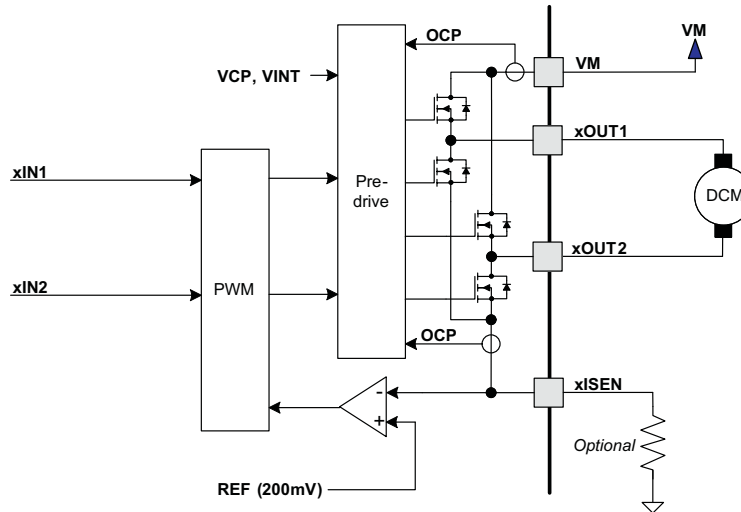 OCP
VM
VM
VCP, VINT
xOUT1
xIN1
Pre-
drive
DCM
xOUT2
xIN2
PWM
OCP
xISEN
-
+
Optional
REF (200mV)